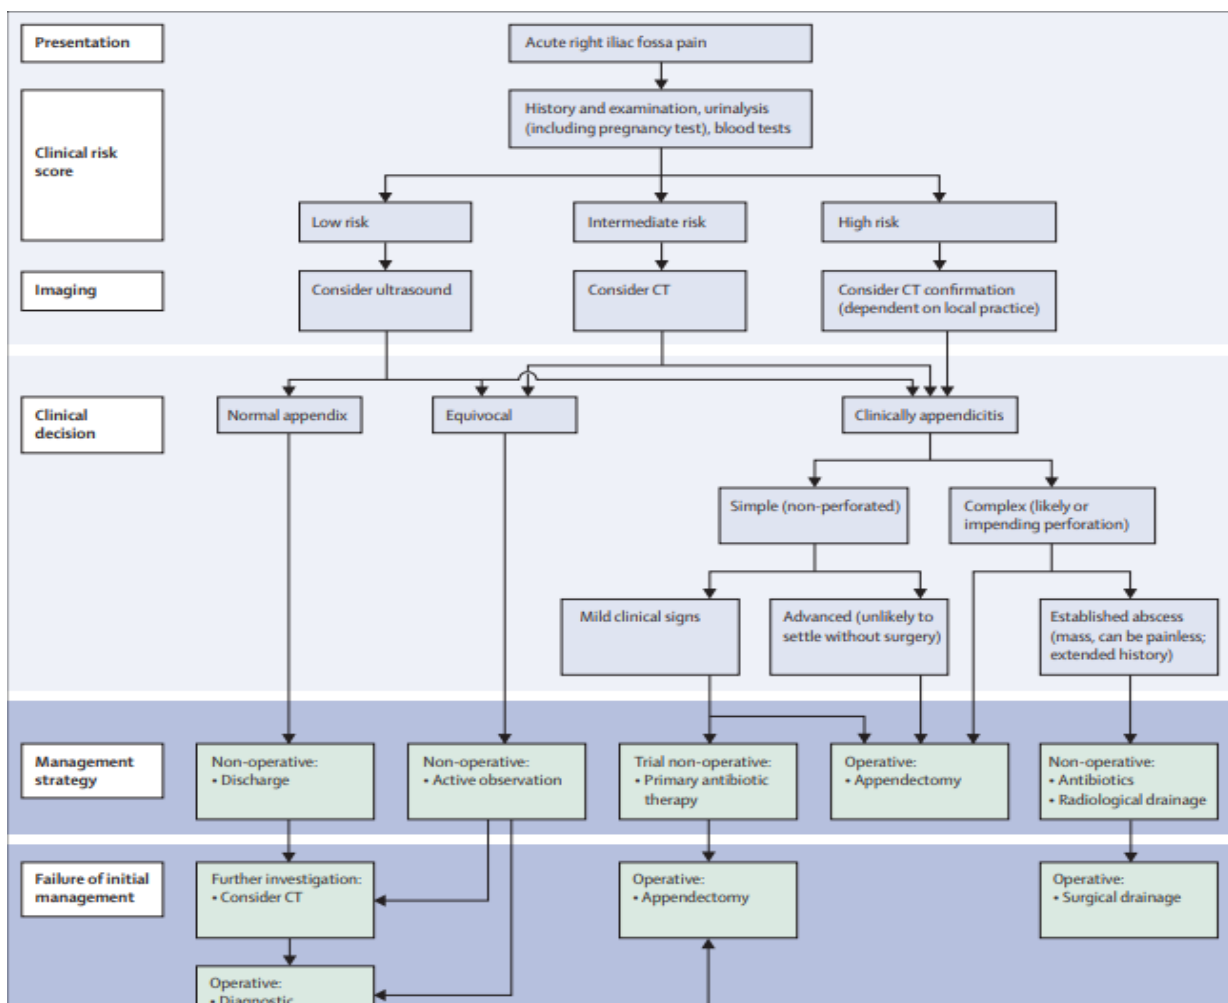 Presentation
Acute right iliac fossa pain
Clinical risk
score
History and examination, urinalysis
(including pregnancy test), blood tests
Low risk
Intermediate risk
High risk
Imaging
Consider ultrasound
Consider CT
Consider CT confirmation
(dependent on local practice)
Clinical
decision
Normal appendix
Equivocal
Clinically appendicitis
Simple (non-perforated)
Complex (likely or
impending perforation)
Mild clinical signs
Advanced (unlikely to
settle without surgery)
Established abscess
(mass, can be painless;
extended history)
Management
strategy
Non-operative:
• Discharge
Non-operative:
• Active observation
Trial non-operative:
• Primary antibiotic
therapy
Operative:
• Appendectomy
Non-operative:
• Antibiotics
• Radiological drainage
Failure of initial
management
Further investigation:
• Consider CT
Operative:
• Appendectomy
Operative:
• Surgical drainage
Operative:
• Diagnostic